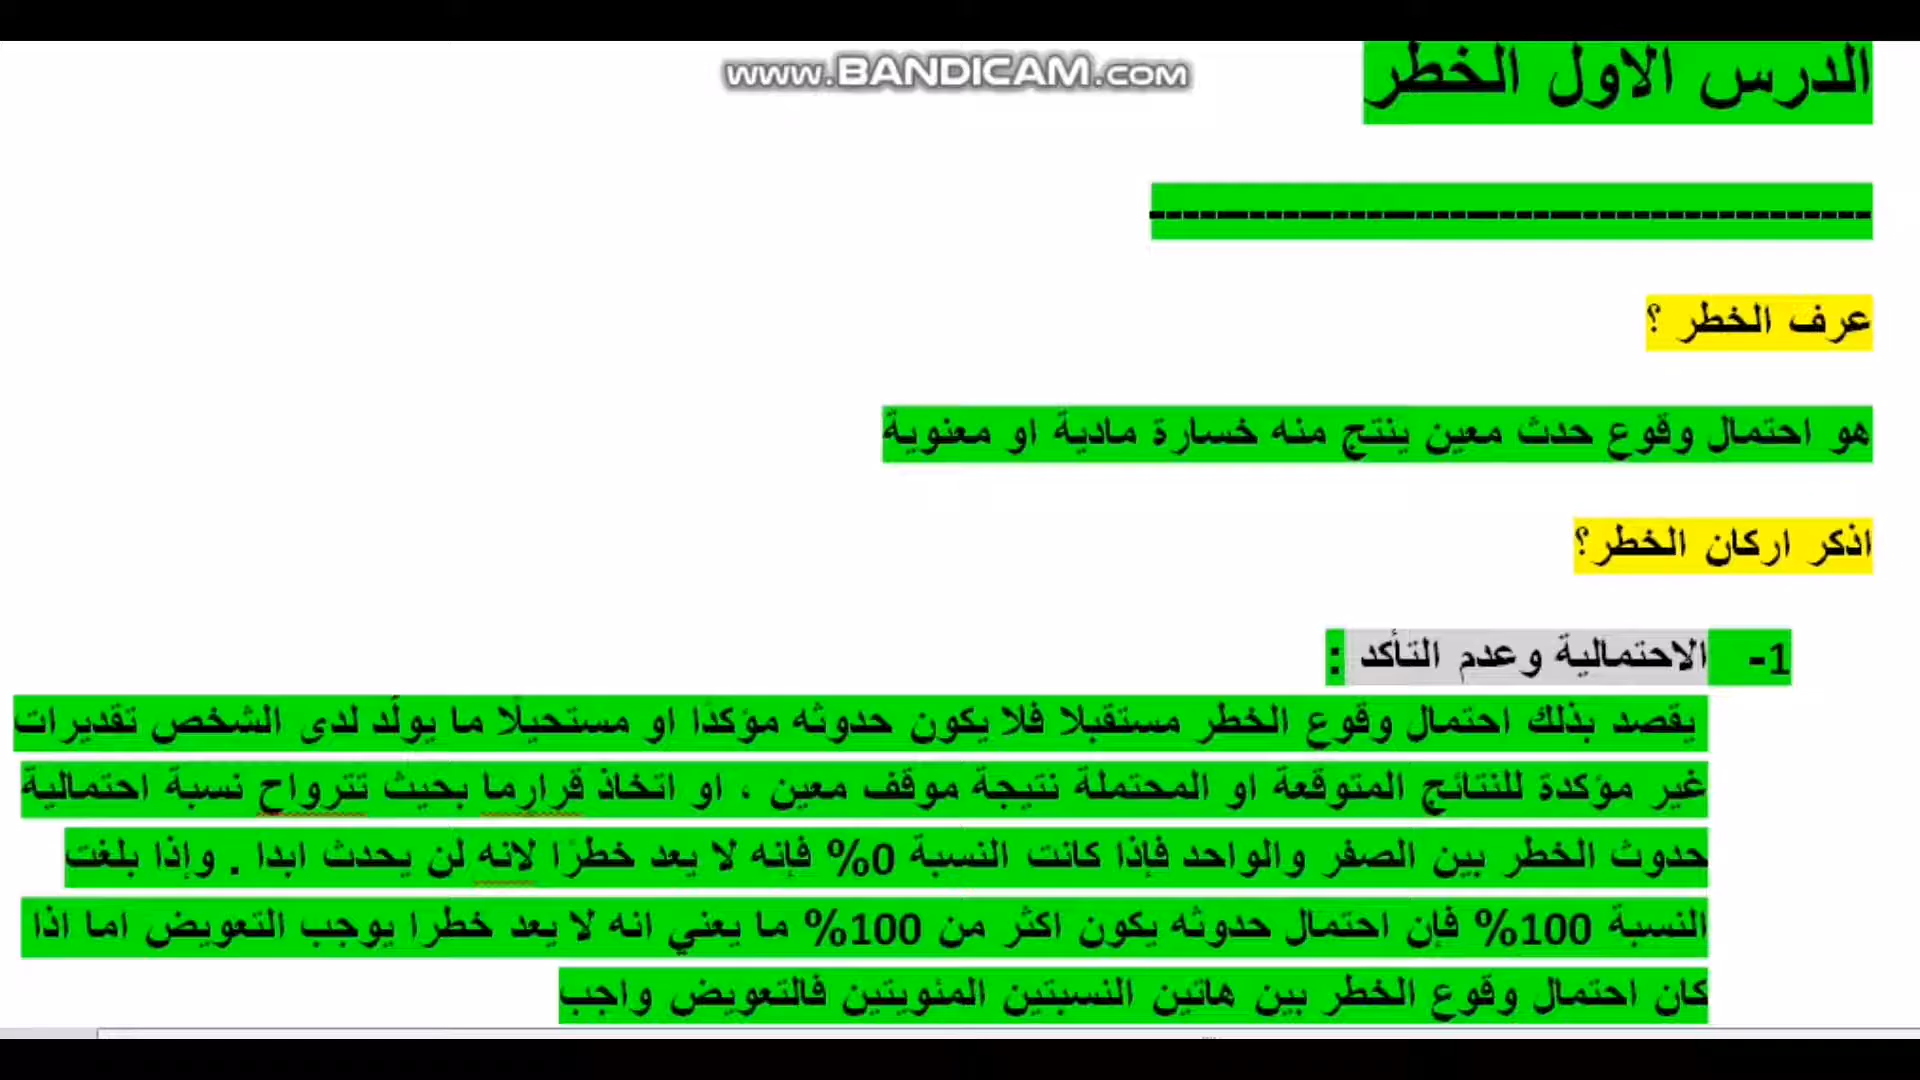 www.BANDICAM.com
الدرس الاول الخطر
-------------------------------------------
عرف الخطر ؟
هو احتمال وقوع حدث معين ينتج منه خسارة مادية او معنوية
اذكر اركان الخطر؟
1- الاحتمالية وعدم التأكد :
يقصد بذلك احتمال وقوع الخطر مستقبلا فلا يكون حدوثه مؤكدًا او مستحيلًا ما يولّد لدى الشخص تقديرات
غير مؤكدة للنتائج المتوقعة او المحتملة نتيجة موقف معين ، او اتخاذ قرارما بحيث تترواح نسبة احتمالية
حدوث الخطر بين الصفر والواحد فإذا كانت النسبة 0% فإنه لا يعد خطرًا لانه لن يحدث ابدا . وإذا بلغت
النسبة 100% فإن احتمال حدوثه يكون اكثر من 100% ما يعني انه لا يعد خطرا يوجب التعويض اما اذا
كان احتمال وقوع الخطر بين هاتين النسبتين المئويتين فالتعويض واجب